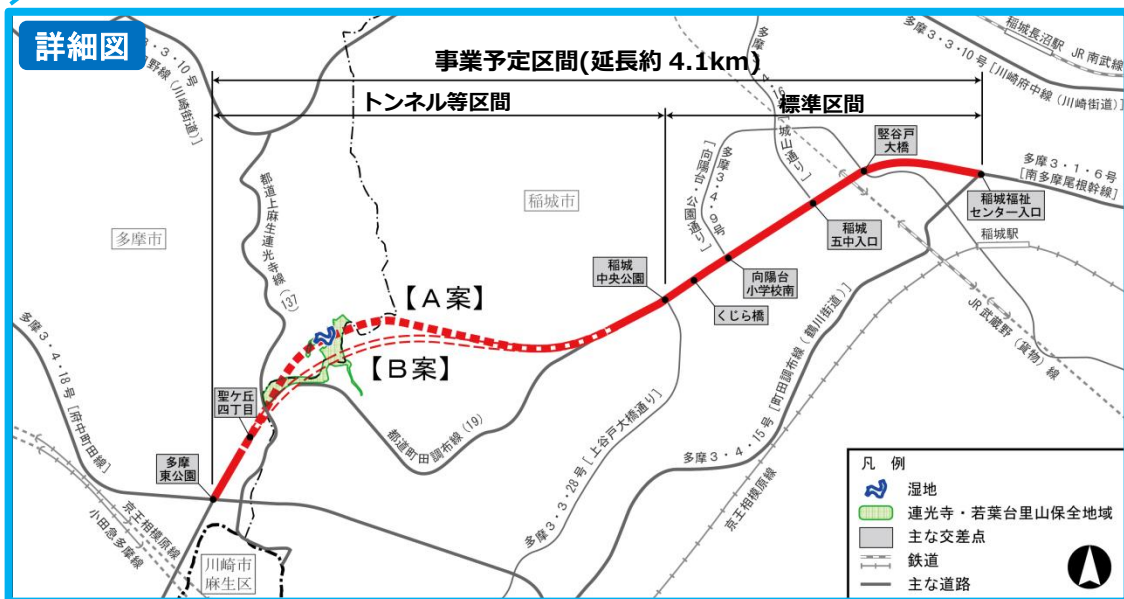 詳細図
事業予定区間(延長約 4.1km)
トンネル等区間
標準区間
3・3・10号
多摩3・3・10号[川崎府中線(川崎街道)]
稲城長沼駅
JR南武線
[城山通り]
多摩3・4・9号
[向陽台・公園通り]
竪谷戸
大橋
多摩3・1・6号
[南多摩尾根幹線]
稲城福祉
センター入口
稲城駅
稲城
五中入口
稲城市
多摩市
都道上麻生連光寺線(137)
稲城
中央公園
向陽台
小学校南
くじら橋
JR武蔵野(貨物)線
【A案】
【B案】
多摩3・4・18号[府中町田線]
聖ケ丘
四丁目
多摩
東公園
都道町田調布線(19)
多摩3・3・28号[上谷戸大橋通り]
多摩3・4・15号[町田調布線(鶴川街道)]
京王相模原線
京王相模原線
小田急多摩線
川崎市
麻生区
凡 例
湿地
連光寺・若葉台里山保全地域
主な交差点
鉄道
主な道路